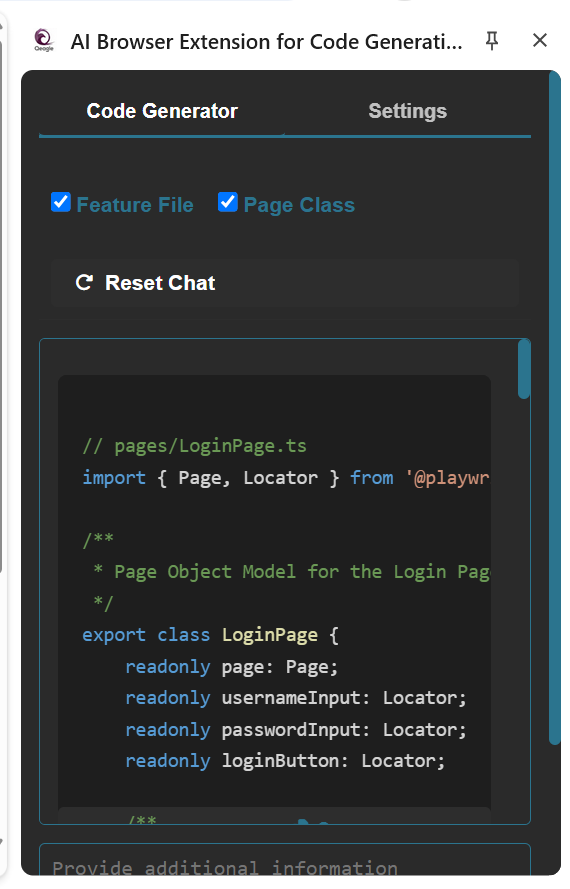 Qeagle
AI Browser Extension for Code Generati...
Code Generator Settings
Feature File Page Class
Reset Chat
// pages/LoginPage.ts
import { Page, Locator } from '@playwr
/**
* Page Object Model for the Login Pag
*/
export class LoginPage {
readonly page: Page;
readonly usernameInput: Locator;
readonly passwordInput: Locator;
readonly loginButton: Locator;
/**
Provide additional information